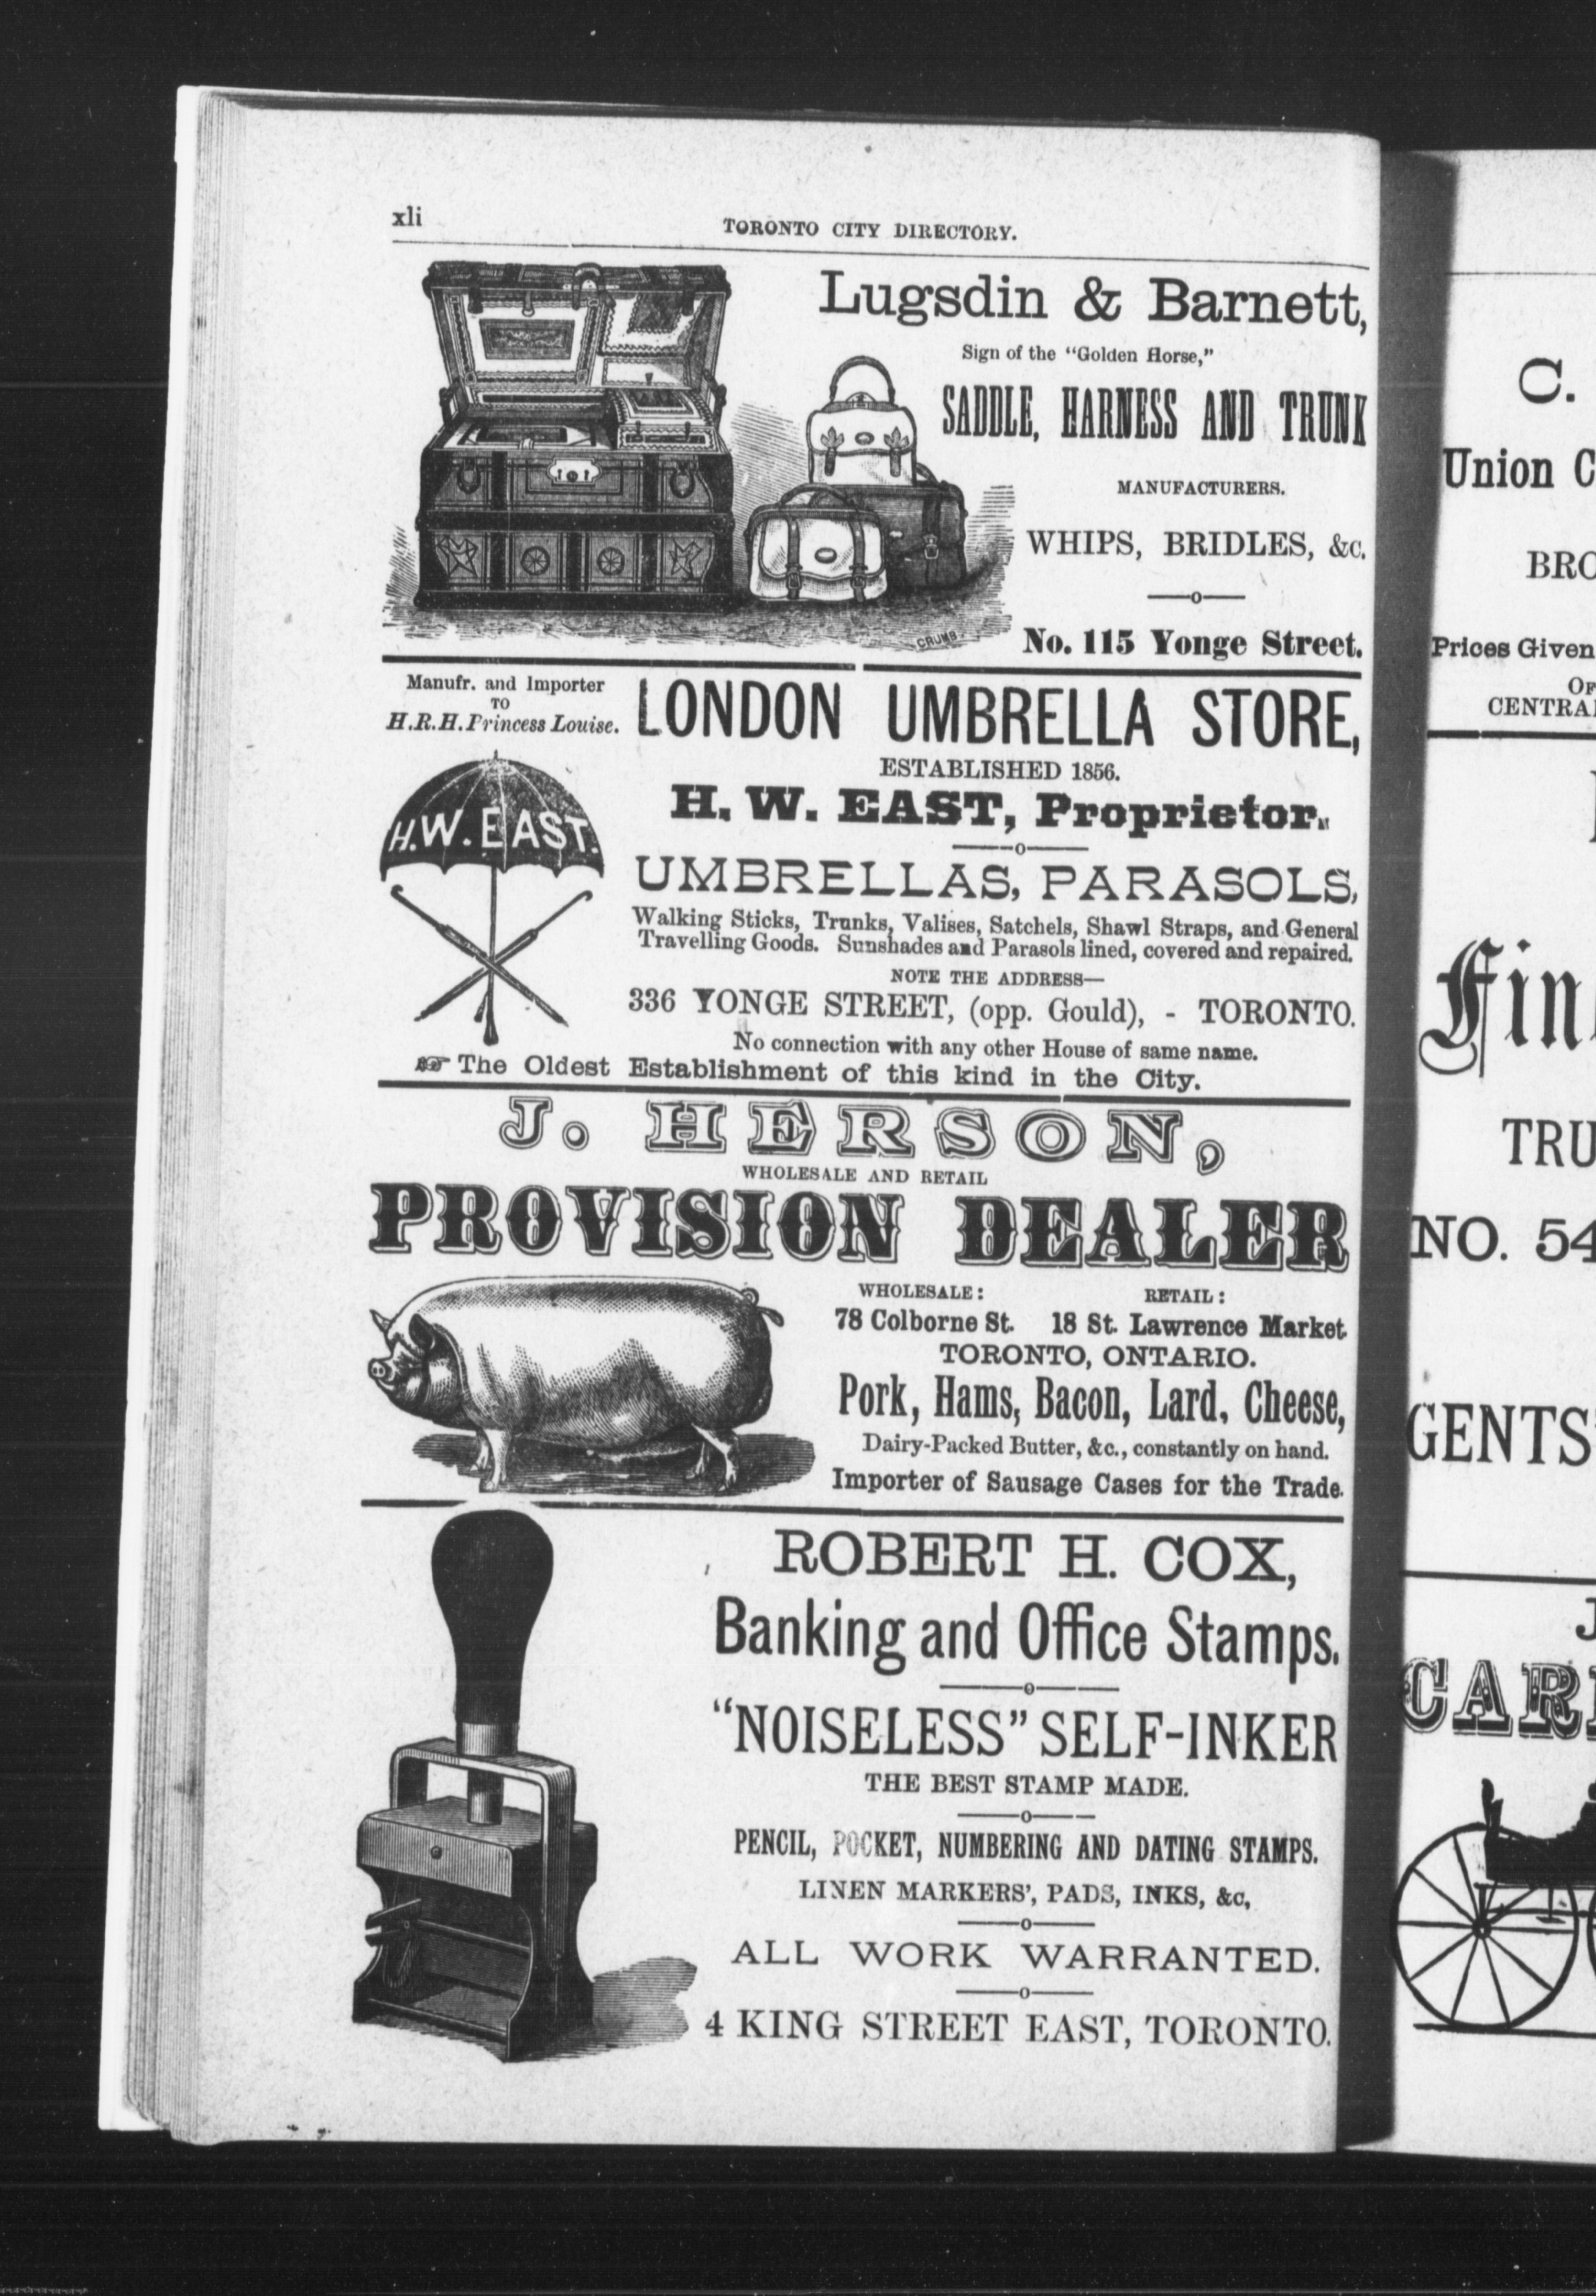 xli
TORONTO CITY DIRECTORY.
Lugsdin & Barnett,
Sign of the "Golden Horse,"
SADDLE, HARNESS AND TRUNK
MANUFACTURERS.
WHIPS, BRIDLES, &c.
—o—
No. 115 Yonge Street.
CRUMB
Manufr. and Importer
TO
H.R.H. Princess Louise.
LONDON UMBRELLA STORE,
ESTABLISHED 1856.
H. W. EAST, Proprietor.
H.W. EAST.
—o—
UMBRELLAS, PARASOLS,
Walking Sticks, Trunks, Valises, Satchels, Shawl Straps, and General
Travelling Goods. Sunshades and Parasols lined, covered and repaired.
NOTE THE ADDRESS—
336 YONGE STREET, (opp. Gould), - TORONTO.
No connection with any other House of same name.
☞ The Oldest Establishment of this kind in the City.
J. HERSON,
WHOLESALE AND RETAIL
PROVISION DEALER
WHOLESALE: RETAIL:
78 Colborne St. 18 St. Lawrence Market
TORONTO, ONTARIO.
Pork, Hams, Bacon, Lard, Cheese,
Dairy-Packed Butter, &c., constantly on hand.
Importer of Sausage Cases for the Trade.
ROBERT H. COX,
Banking and Office Stamps.
—o—
"NOISELESS" SELF-INKER
THE BEST STAMP MADE.
—o—
PENCIL, POCKET, NUMBERING AND DATING STAMPS.
LINEN MARKERS', PADS, INKS, &c,
—o—
ALL WORK WARRANTED.
—o—
4 KING STREET EAST, TORONTO.
C.
Union C
BRO
Prices Given
OF
CENTRA
Fin
TRU
NO. 54
GENTS'
J
CAR